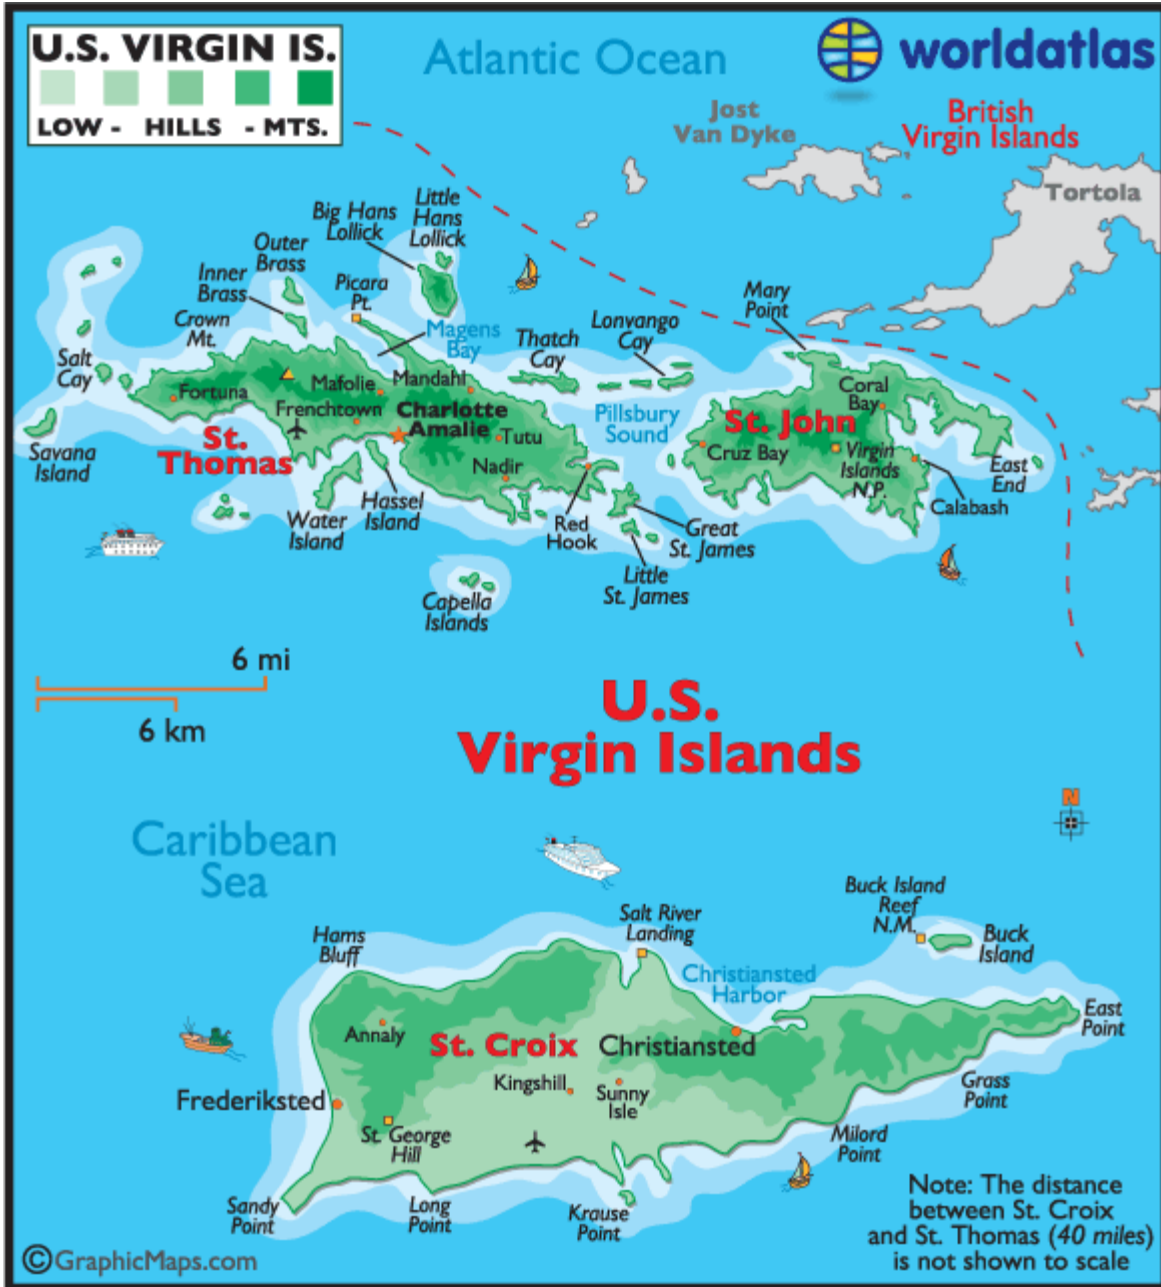 U.S. VIRGIN IS.
LOW - HILLS - MTS.
Atlantic Ocean
worldatlas
Jost
Van Dyke
British
Virgin Islands
Tortola
Little
Hans
Lollick
Big Hans
Lollick
Outer
Brass
Inner
Brass
Picara
Pt.
Crown
Mt.
Magens
Bay
Thatch
Cay
Lonvango
Cay
Mary
Point
Salt
Cay
Fortuna
Mafolie
Mandahl
Frenchtown
Charlotte
Amalie
Tutu
Nadir
St.
Thomas
Savana
Island
Water
Island
Hassel
Island
Red
Hook
Pillsbury
Sound
St. John
Coral
Bay
Cruz Bay
Virgin
Islands
N.P.
East
End
Calabash
Great
St. James
Little
St. James
Capella
Islands
6 mi
6 km
U.S.
Virgin Islands
N
Caribbean
Sea
Buck Island
Reef
N.M.
Buck
Island
Salt River
Landing
Hams
Bluff
Christiansted
Harbor
East
Point
Annaly
St. Croix
Christiansted
Kingshill
Sunny
Isle
Frederiksted
St. George
Hill
Grass
Point
Milord
Point
Sandy
Point
Long
Point
Krause
Point
Note: The distance
between St. Croix
and St. Thomas (40 miles)
is not shown to scale
©GraphicMaps.com